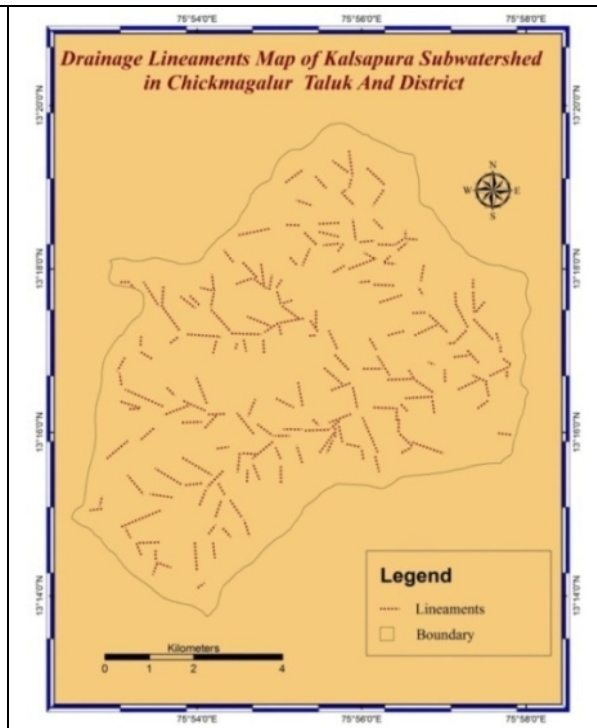 75°54'0"E 75°56'0"E 75°58'0"E
Drainage Lineaments Map of Kalsapura Subwatershed
in Chickmagalur Taluk And District
13°20'0"N 13°20'0"N
N
W E
S
13°18'0"N 13°18'0"N
13°16'0"N 13°16'0"N
13°14'0"N 13°14'0"N
Legend
Lineaments
Boundary
Kilometers
0 1 2 4
75°54'0"E 75°56'0"E 75°58'0"E